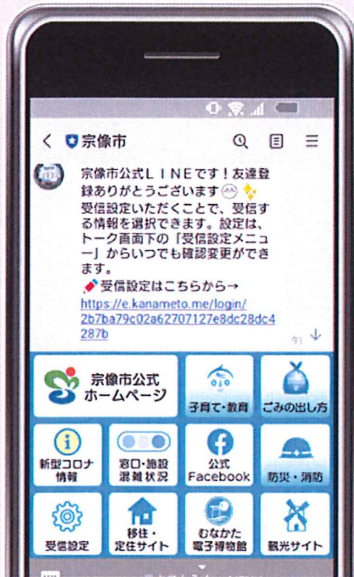 宗像市
宗像市公式LINEです!友達登
録ありがとうございます
受信設定いただくことで、受信す
る情報を選択できます。設定は、
トーク画面下の「受信設定メニュ
ー」からいつでも確認変更ができ
ます。
受信設定はこちらから→
https://e.kanameto.me/login/
2b7ba79c02a62707127e8dc28dc4
287b
宗像市公式
ホームページ
子育て・教育
ごみの出し方
新型コロナ
情報
窓口・施設
混雑状況
公式
Facebook
防災・消防
受信設定
移住・
定住サイト
むなかた
電子博物館
観光サイト